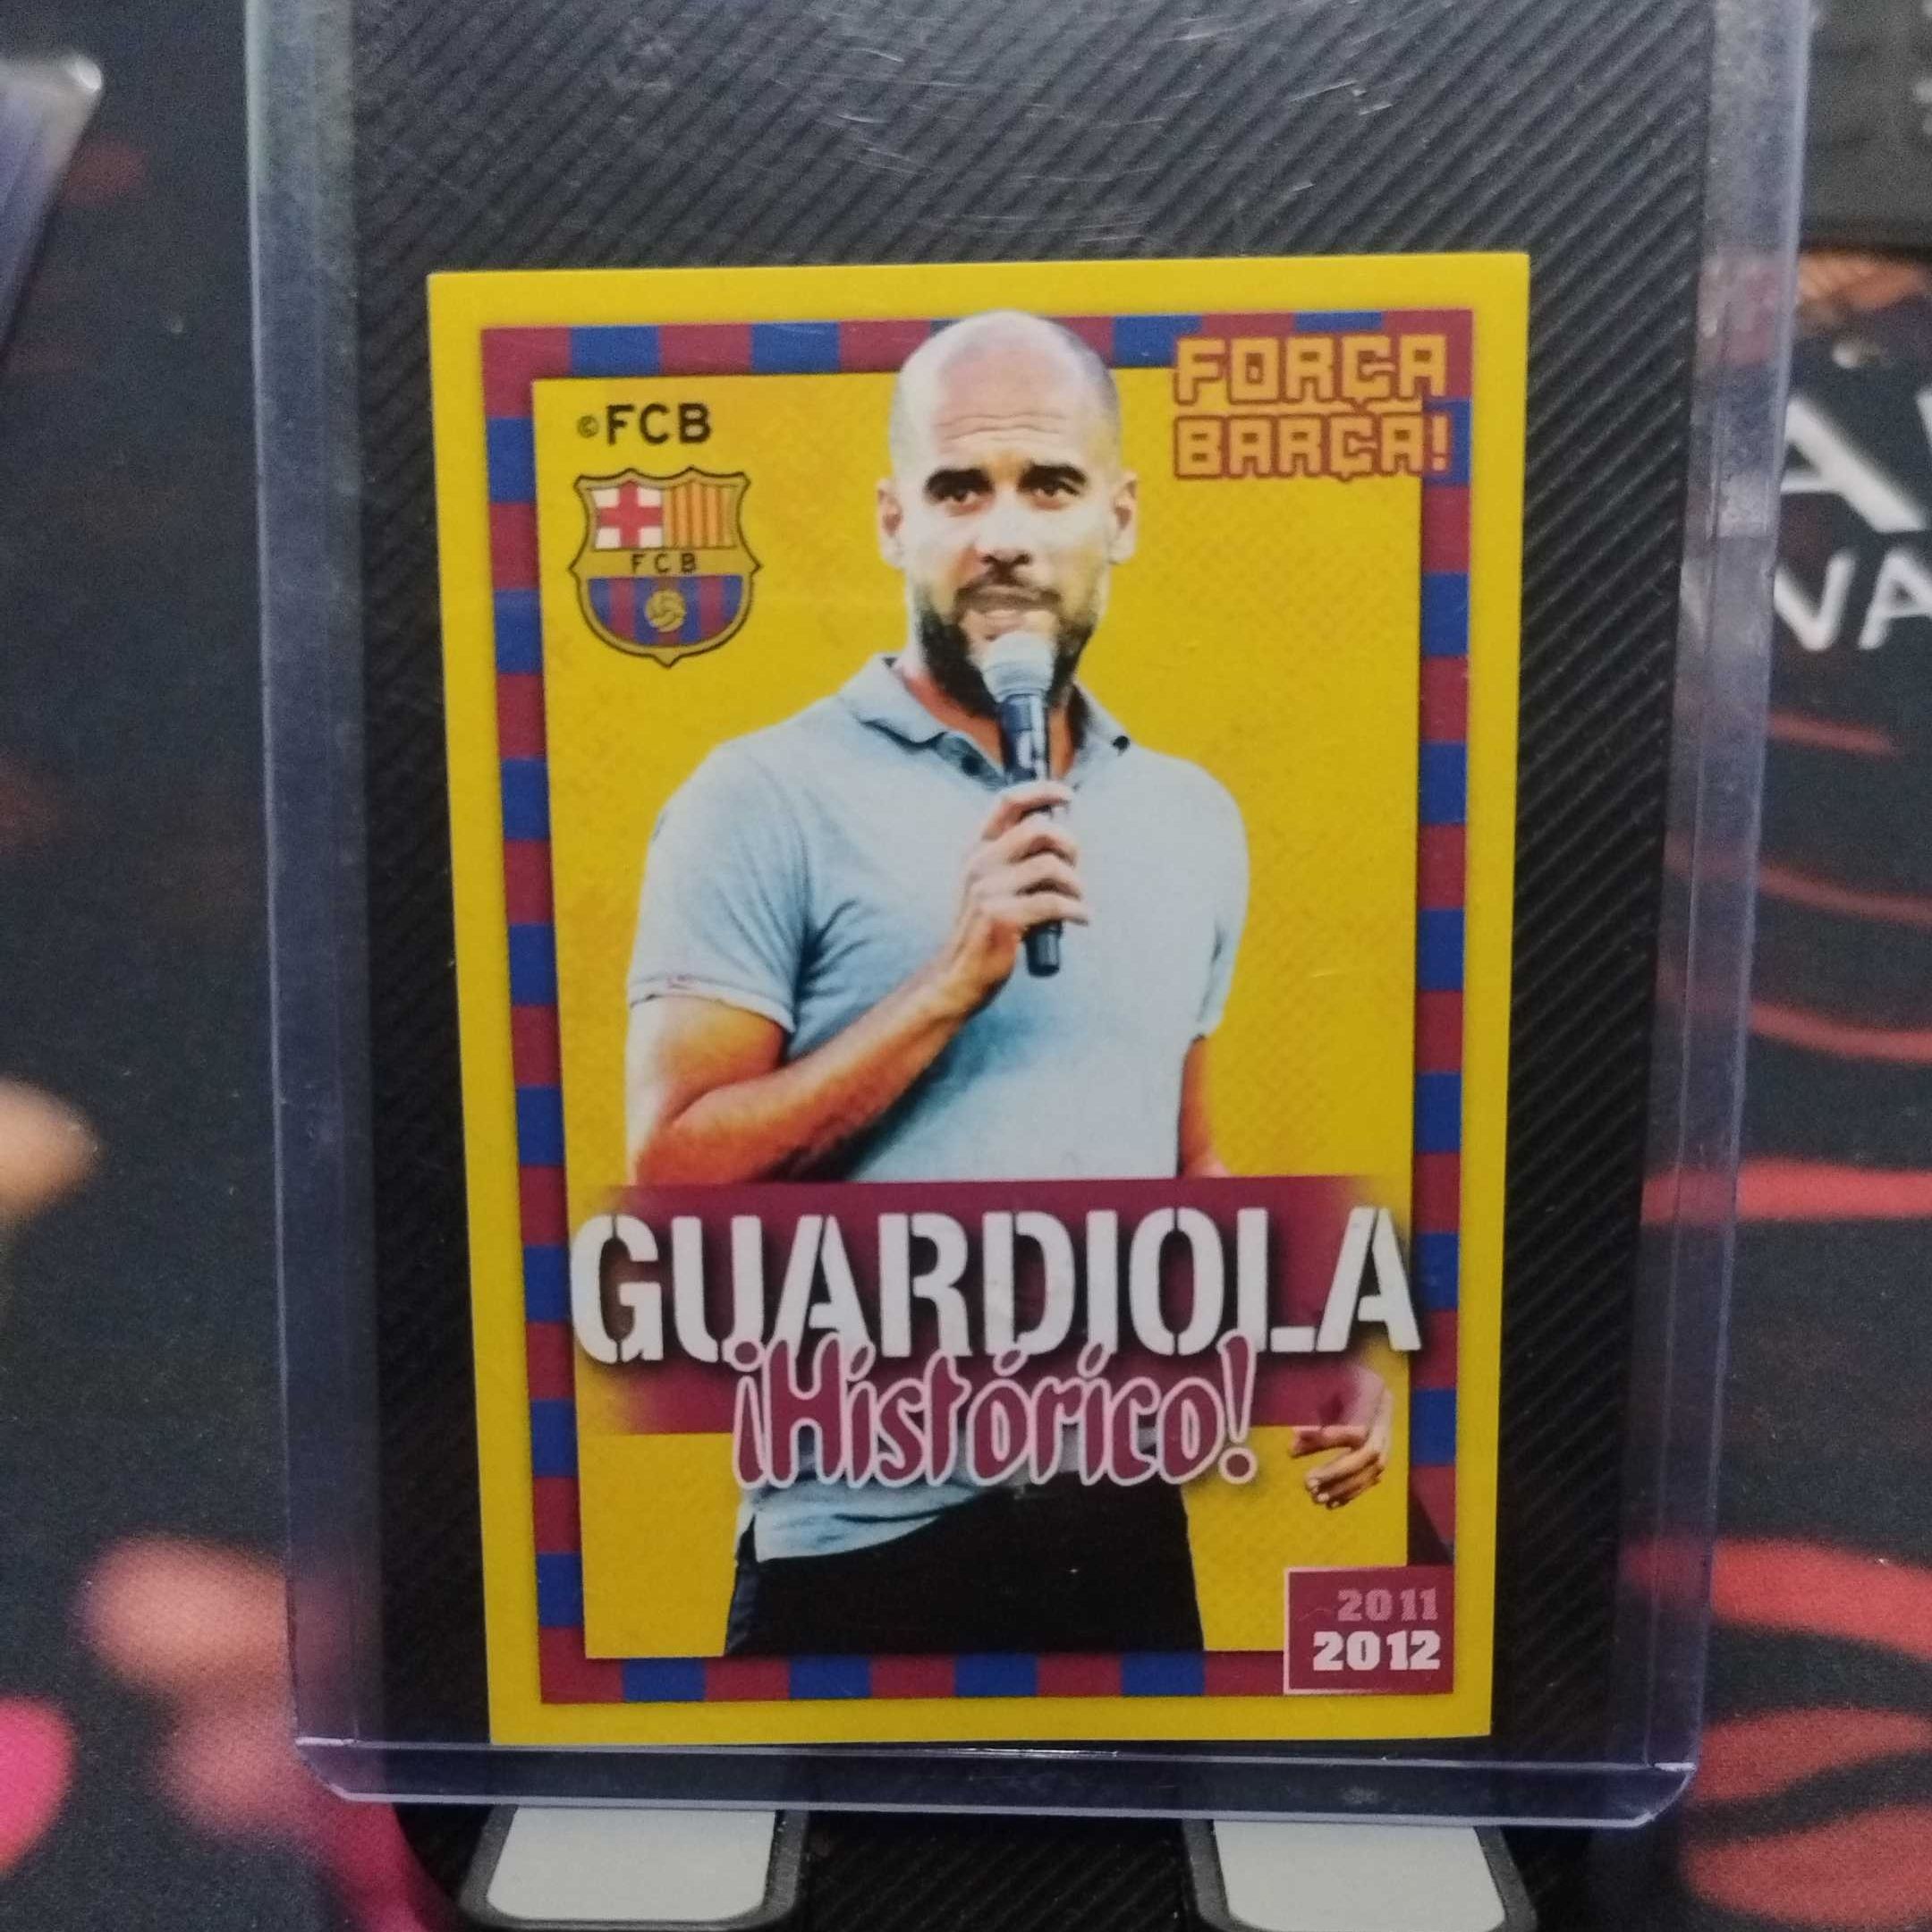 ©FCB
FORÇA
BARÇA!
FCB
GUARDIOLA
¡Histórico!
2011
2012